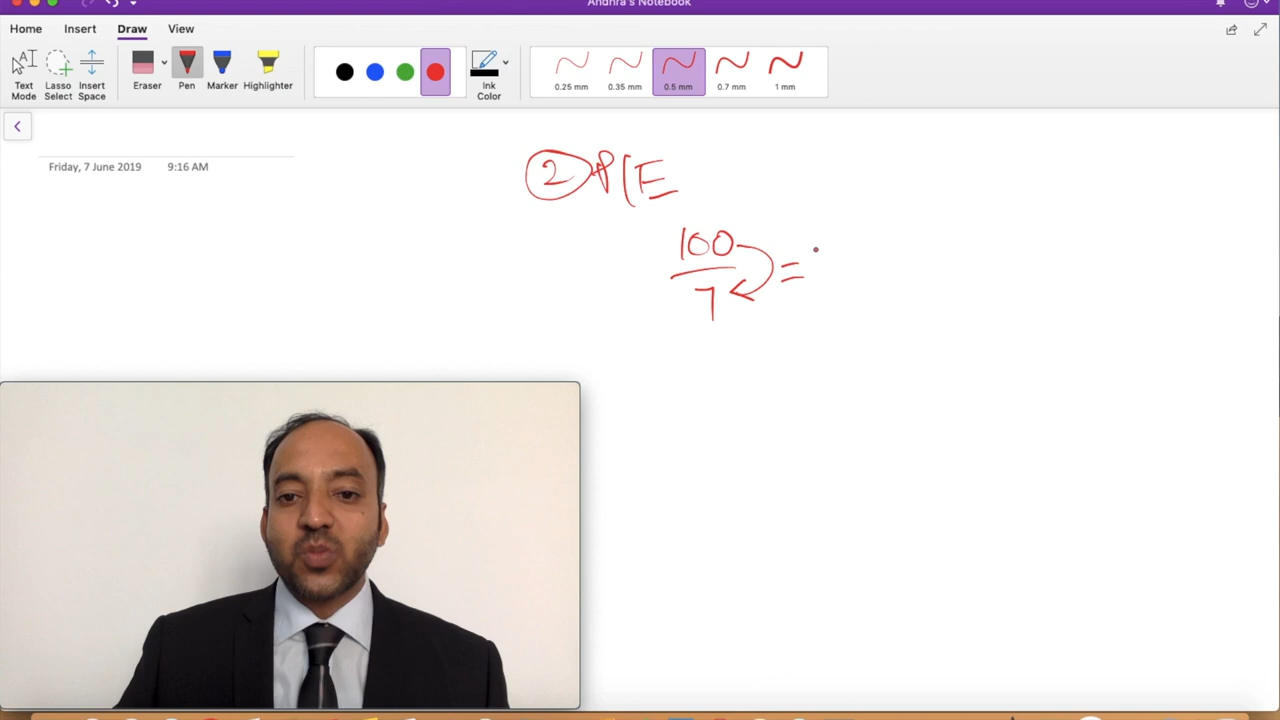 Andhra's Notebook
Home Insert Draw View
Text Mode
Lasso Select
Insert Space
Eraser
Pen
Marker
Highlighter
Ink Color
0.25 mm
0.35 mm
0.5 mm
0.7 mm
1 mm
Friday, 7 June 2019 9:16 AM
2 P(E
100
7 =